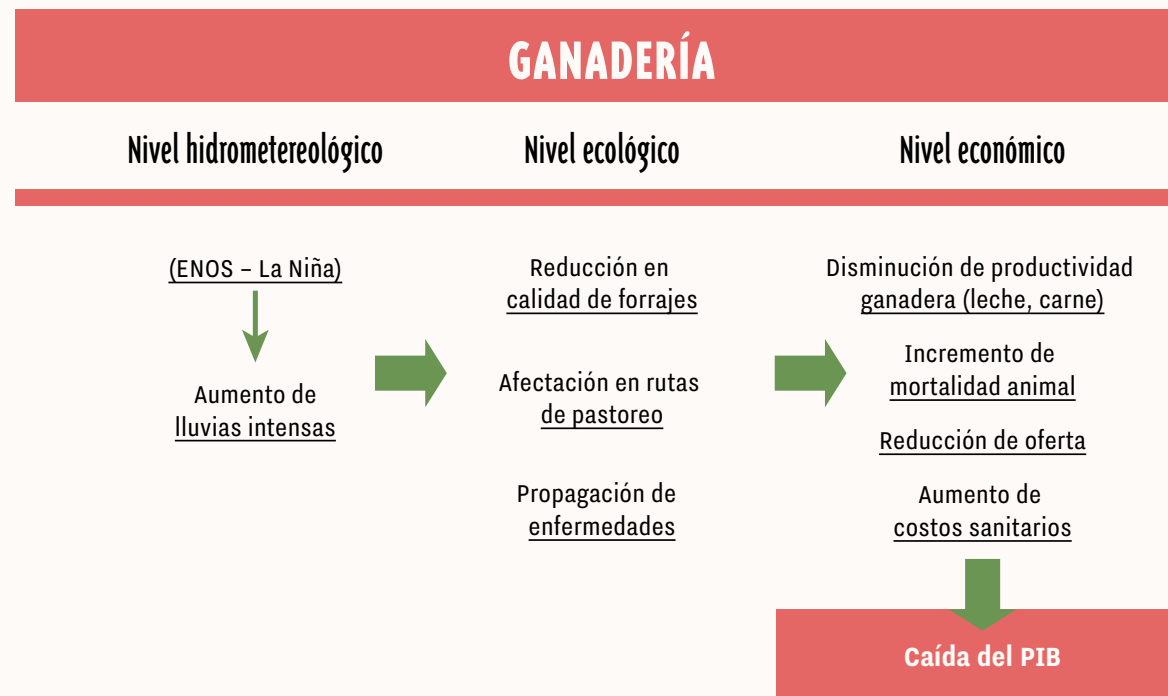 GANADERÍA
Nivel hidrometereológico
Nivel ecológico
Nivel económico
(ENOS – La Niña)
Aumento de
lluvias intensas
Reducción en
calidad de forrajes
Afectación en rutas
de pastoreo
Propagación de
enfermedades
Disminución de productividad
ganadera (leche, carne)
Incremento de
mortalidad animal
Reducción de oferta
Aumento de
costos sanitarios
Caída del PIB